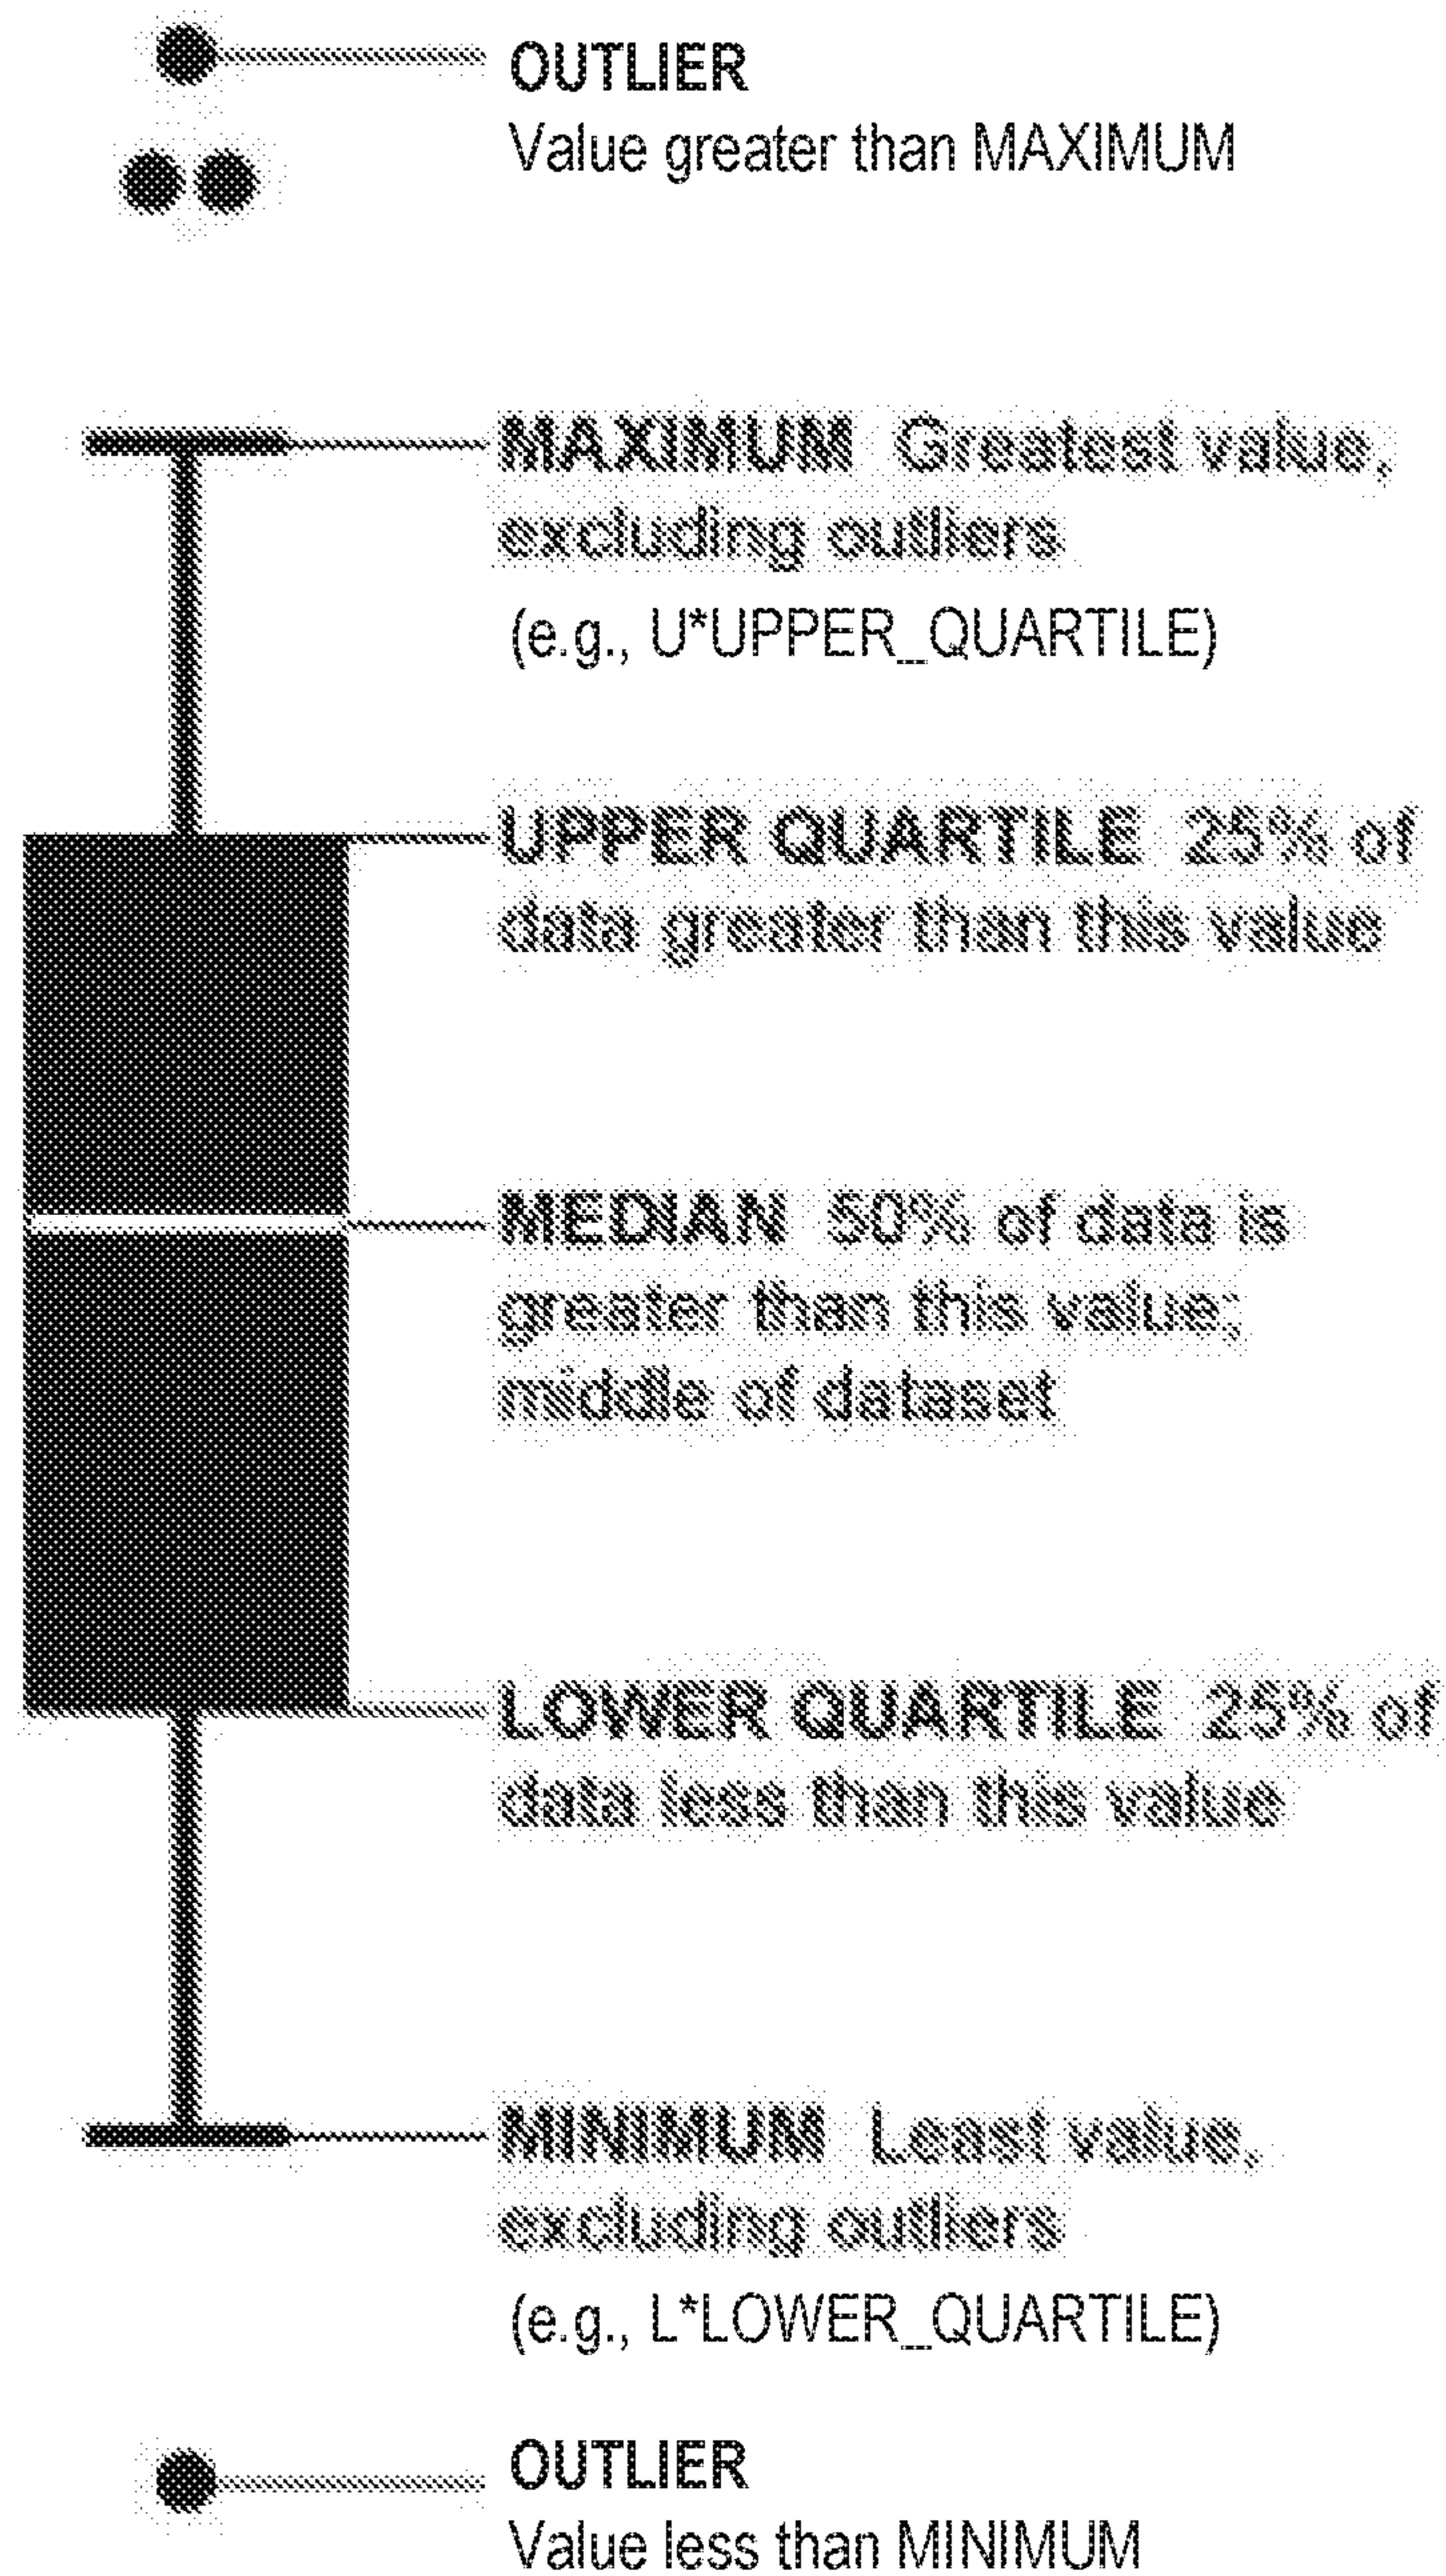 OUTLIER
Value greater than MAXIMUM
MAXIMUM Greatest value,
excluding outliers
(e.g., U*UPPER_QUARTILE)
UPPER QUARTILE 25% of
data greater than this value
MEDIAN 50% of data is
greater than this value;
middle of dataset
LOWER QUARTILE 25% of
data less than this value
MINIMUM Least value,
excluding outliers
(e.g., L*LOWER_QUARTILE)
OUTLIER
Value less than MINIMUM